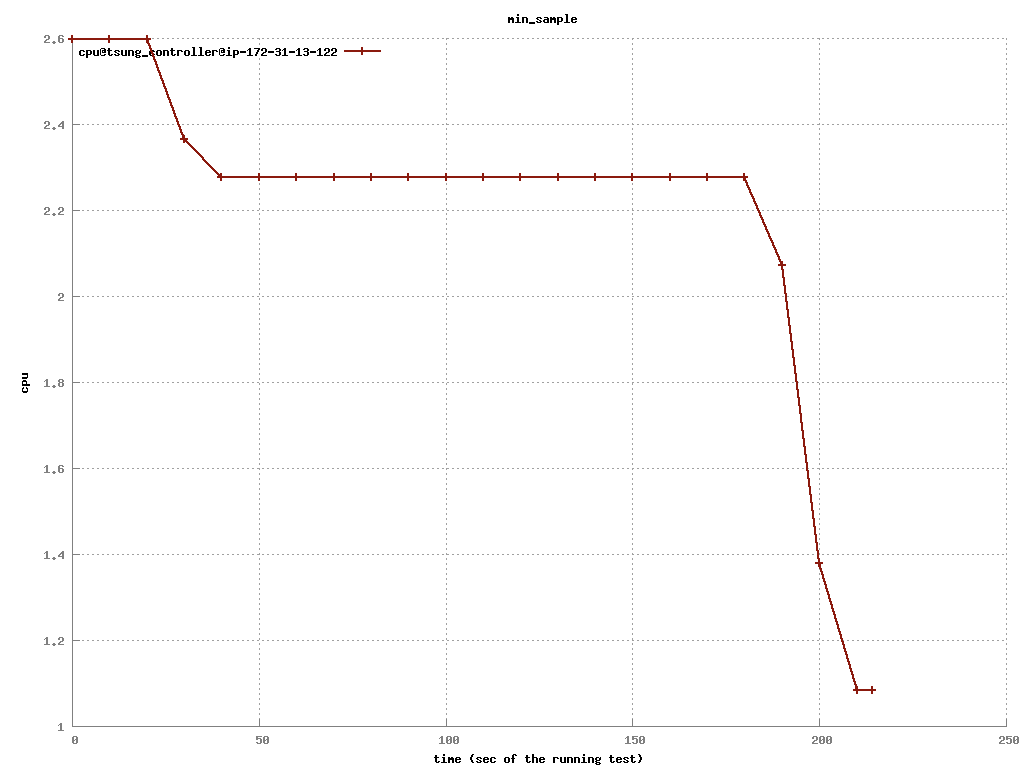 min_sample
2.6
cpu@tsung_controller@ip-172-31-13-122
2.4
2.2
2
1.8
cpu
1.6
1.4
1.2
1
0 50 100 150 200 250
time (sec of the running test)